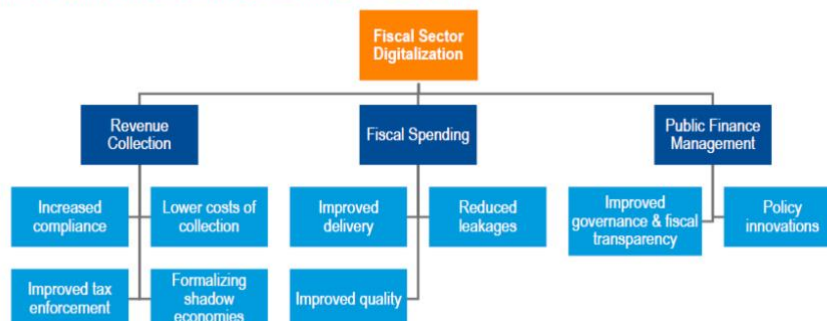 Fiscal Sector
Digitalization
Revenue
Collection
Fiscal Spending
Public Finance
Management
Increased
compliance
Lower costs of
collection
Improved
delivery
Reduced
leakages
Improved
governance & fiscal
transparency
Policy
innovations
Improved tax
enforcement
Formalizing
shadow
economies
Improved quality